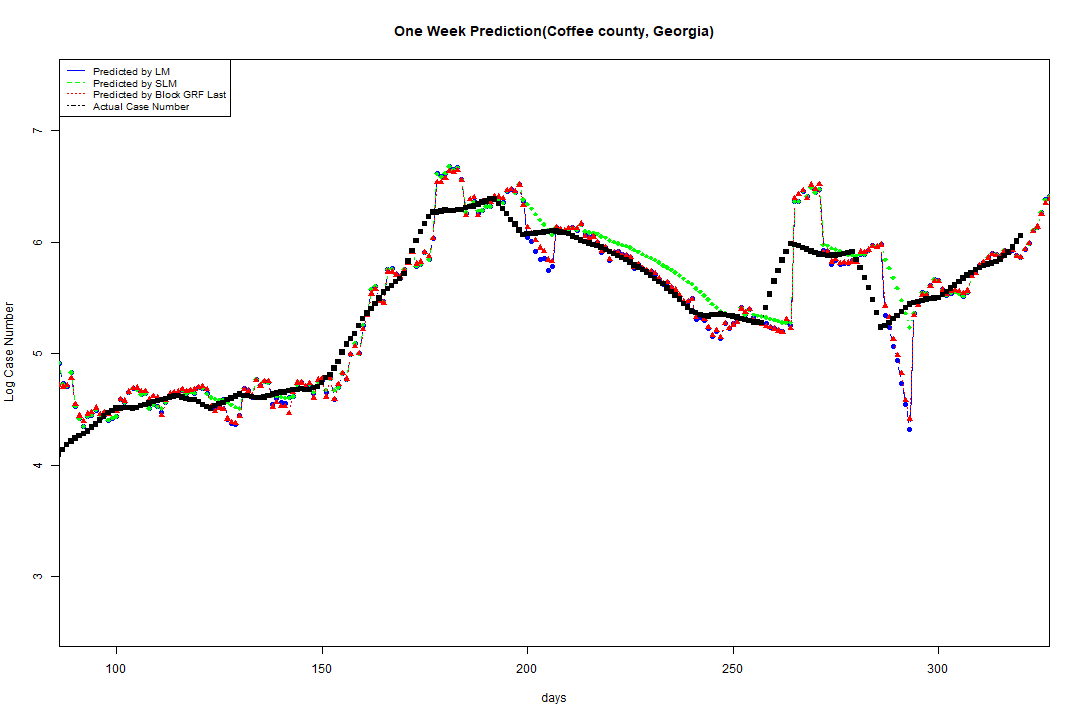 One Week Prediction(Coffee county, Georgia)
Predicted by LM
Predicted by SLM
Predicted by Block GRF Last
Actual Case Number
7
6
5
4
3
Log Case Number
100 150 200 250 300
days